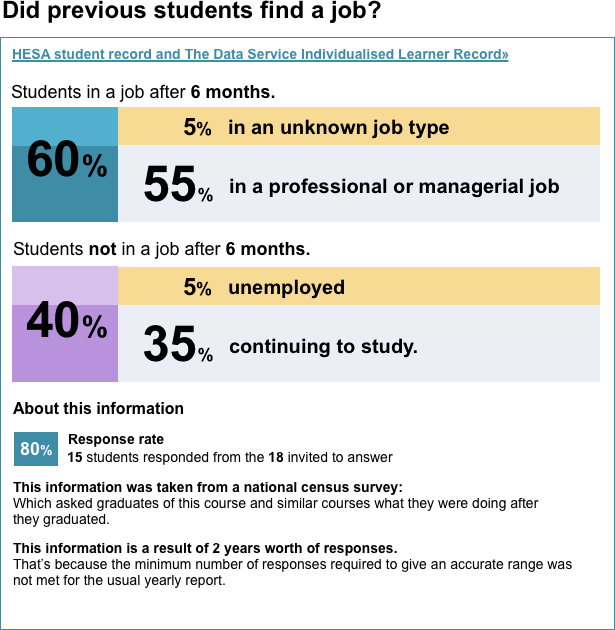 Did previous students find a job?
HESA student record and The Data Service Individualised Learner Record»
Students in a job after 6 months.
60%
5% in an unknown job type
55% in a professional or managerial job
Students not in a job after 6 months.
40%
5% unemployed
35% continuing to study.
About this information
80%
Response rate
15 students responded from the 18 invited to answer
This information was taken from a national census survey:
Which asked graduates of this course and similar courses what they were doing after
they graduated.
This information is a result of 2 years worth of responses.
That’s because the minimum number of responses required to give an accurate range was
not met for the usual yearly report.